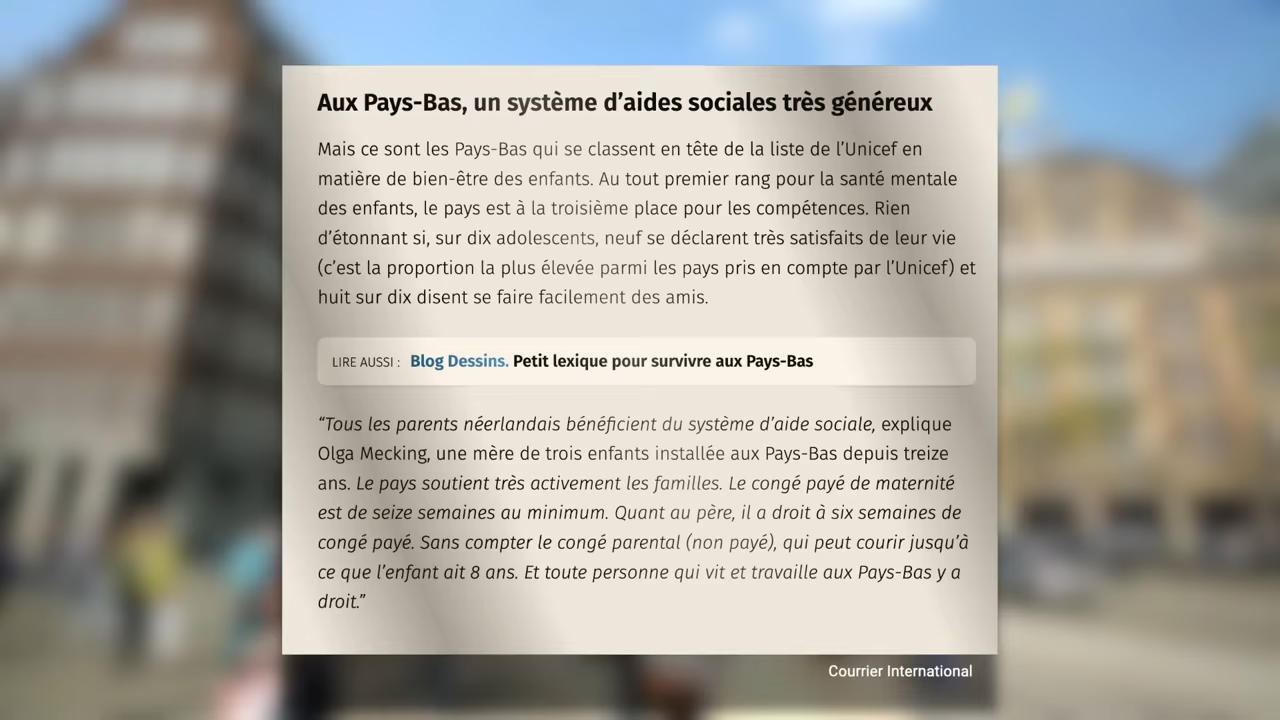 Aux Pays-Bas, un système d’aides sociales très généreux
Mais ce sont les Pays-Bas qui se classent en tête de la liste de l’Unicef en
matière de bien-être des enfants. Au tout premier rang pour la santé mentale
des enfants, le pays est à la troisième place pour les compétences. Rien
d’étonnant si, sur dix adolescents, neuf se déclarent très satisfaits de leur vie
(c’est la proportion la plus élevée parmi les pays pris en compte par l’Unicef) et
huit sur dix disent se faire facilement des amis.
LIRE AUSSI : Blog Dessins. Petit lexique pour survivre aux Pays-Bas
“Tous les parents néerlandais bénéficient du système d’aide sociale, explique
Olga Mecking, une mère de trois enfants installée aux Pays-Bas depuis treize
ans. Le pays soutient très activement les familles. Le congé payé de maternité
est de seize semaines au minimum. Quant au père, il a droit à six semaines de
congé payé. Sans compter le congé parental (non payé), qui peut courir jusqu’à
ce que l’enfant ait 8 ans. Et toute personne qui vit et travaille aux Pays-Bas y a
droit.”
Courrier International